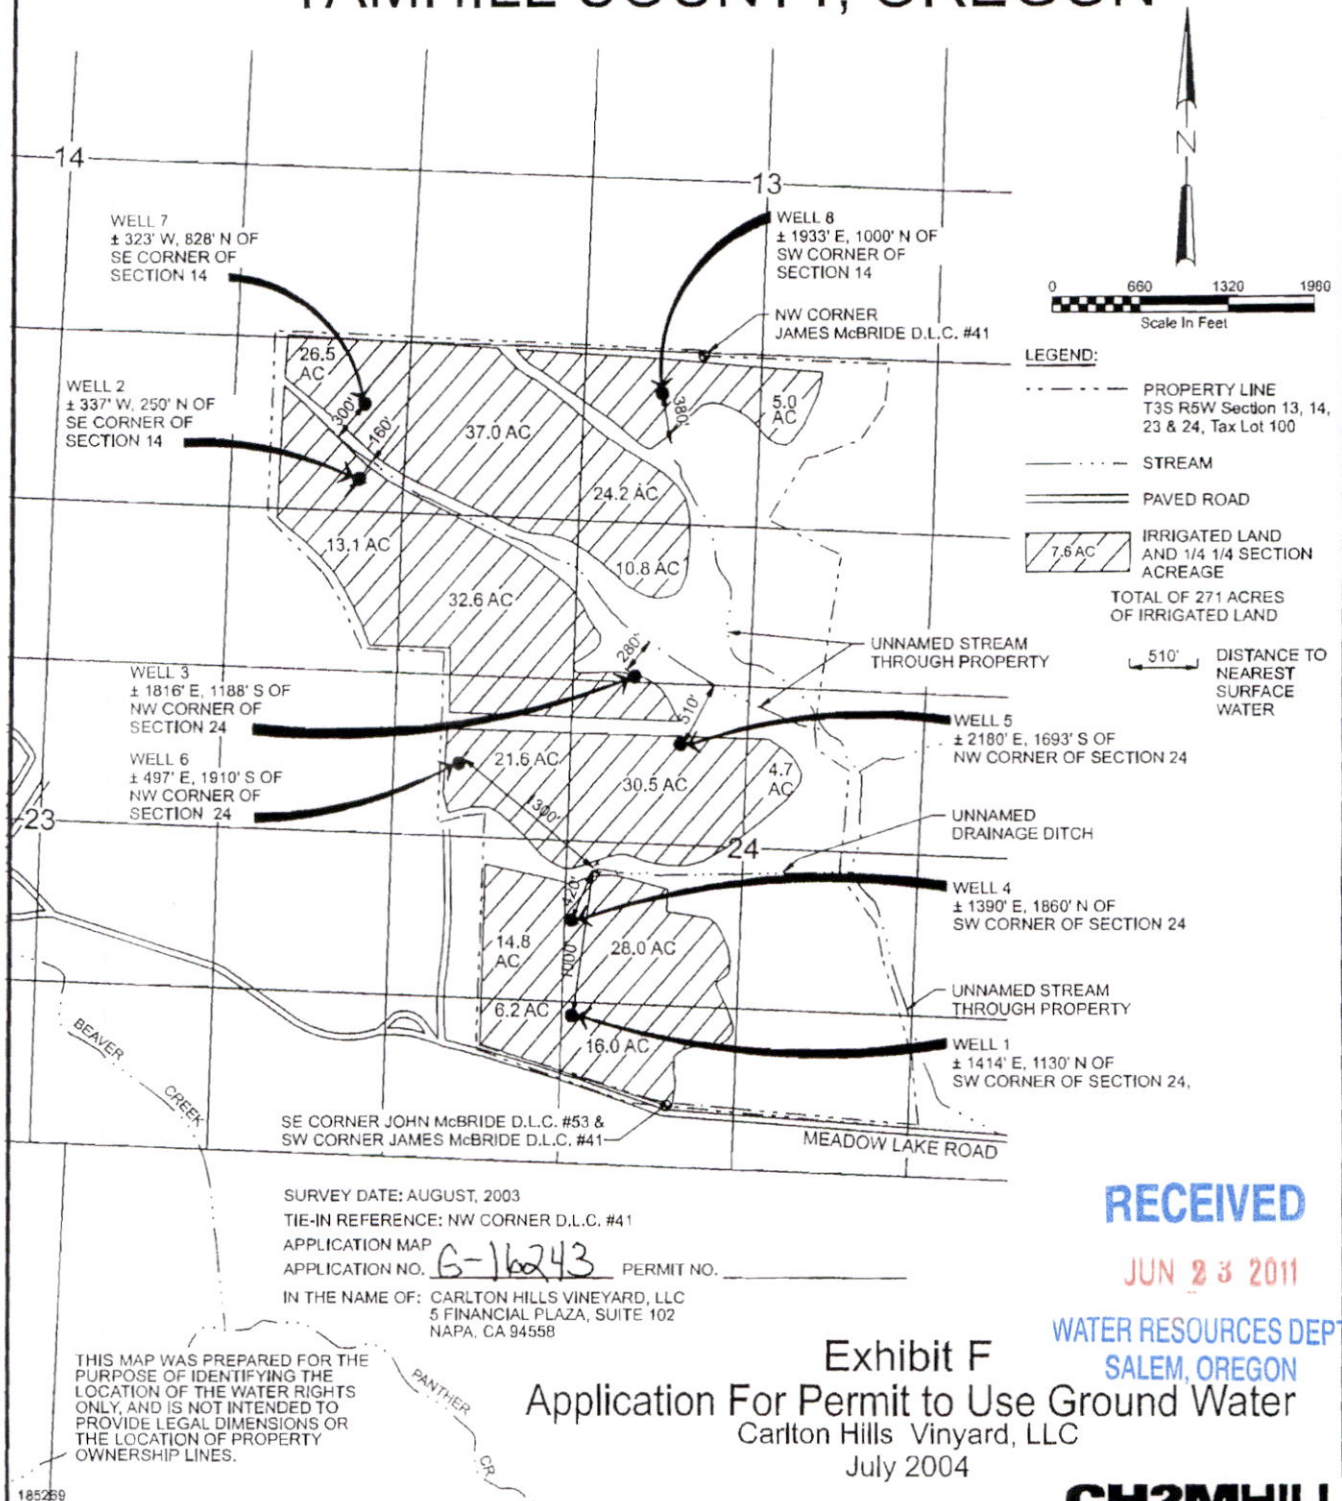 YAMHILL COUNTY, OREGON
N
14
13
WELL 7
± 323' W, 828' N OF
SE CORNER OF
SECTION 14
WELL 8
± 1933' E, 1000' N OF
SW CORNER OF
SECTION 14
0 660 1320 1980
Scale In Feet
NW CORNER
JAMES McBRIDE D.L.C. #41
LEGEND:
PROPERTY LINE
T3S R5W Section 13, 14,
23 & 24, Tax Lot 100
STREAM
PAVED ROAD
7.6 AC
IRRIGATED LAND
AND 1/4 1/4 SECTION
ACREAGE
TOTAL OF 271 ACRES
OF IRRIGATED LAND
510'
DISTANCE TO
NEAREST
SURFACE
WATER
WELL 2
± 337' W, 250' N OF
SE CORNER OF
SECTION 14
26.5
AC
300'
160'
37.0 AC
380'
5.0
AC
24.2 AC
13.1 AC
10.8 AC
32.6 AC
280'
UNNAMED STREAM
THROUGH PROPERTY
WELL 3
± 1816' E, 1188' S OF
NW CORNER OF
SECTION 24
510'
WELL 5
± 2180' E, 1693' S OF
NW CORNER OF SECTION 24
WELL 6
± 497' E, 1910' S OF
NW CORNER OF
SECTION 24
21.6 AC
30.5 AC
4.7
AC
1300'
23
24
UNNAMED
DRAINAGE DITCH
WELL 4
± 1390' E, 1860' N OF
SW CORNER OF SECTION 24
420'
14.8
AC
1000'
28.0 AC
6.2 AC
16.0 AC
UNNAMED STREAM
THROUGH PROPERTY
WELL 1
± 1414' E, 1130' N OF
SW CORNER OF SECTION 24,
BEAVER
CREEK
SE CORNER JOHN McBRIDE D.L.C. #53 &
SW CORNER JAMES McBRIDE D.L.C. #41
MEADOW LAKE ROAD
SURVEY DATE: AUGUST, 2003
TIE-IN REFERENCE: NW CORNER D.L.C. #41
APPLICATION MAP
APPLICATION NO. G-16243 PERMIT NO.
IN THE NAME OF: CARLTON HILLS VINEYARD, LLC
5 FINANCIAL PLAZA, SUITE 102
NAPA, CA 94558
RECEIVED
JUN 23 2011
WATER RESOURCES DEPT
SALEM, OREGON
THIS MAP WAS PREPARED FOR THE
PURPOSE OF IDENTIFYING THE
LOCATION OF THE WATER RIGHTS
ONLY, AND IS NOT INTENDED TO
PROVIDE LEGAL DIMENSIONS OR
THE LOCATION OF PROPERTY
OWNERSHIP LINES.
PANTHER
CR.
Exhibit F
Application For Permit to Use Ground Water
Carlton Hills Vinyard, LLC
July 2004
185269
CH2MHILL